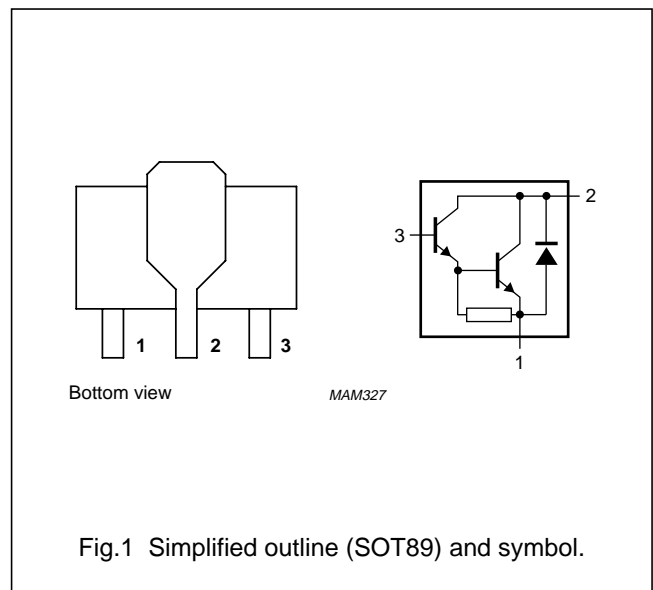 2
3
1
1 2 3
Bottom view
MAM327
Fig.1 Simplified outline (SOT89) and symbol.